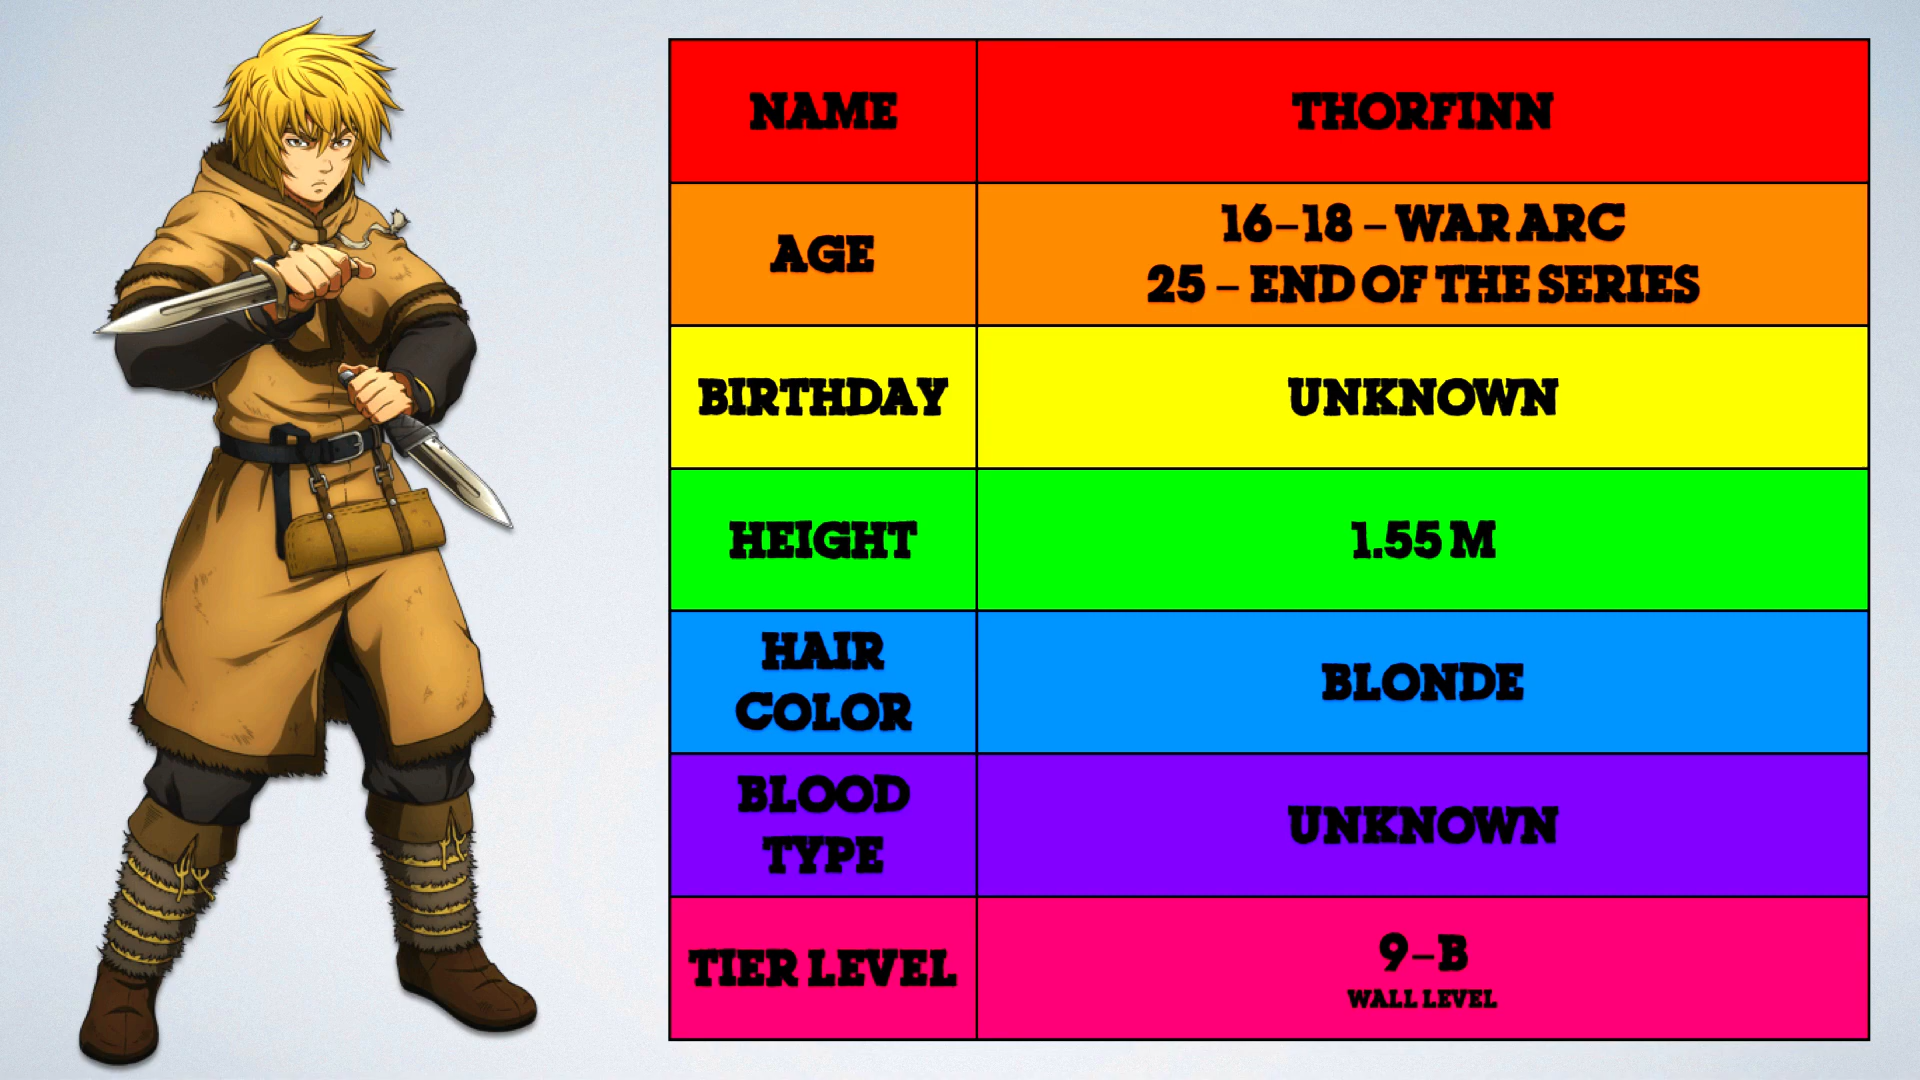 NAME
THORFINN
AGE
16–18 – WAR ARC
25 – END OF THE SERIES
BIRTHDAY
UNKNOWN
HEIGHT
1.55 M
HAIR
COLOR
BLONDE
BLOOD
TYPE
UNKNOWN
TIER LEVEL
9–B
WALL LEVEL